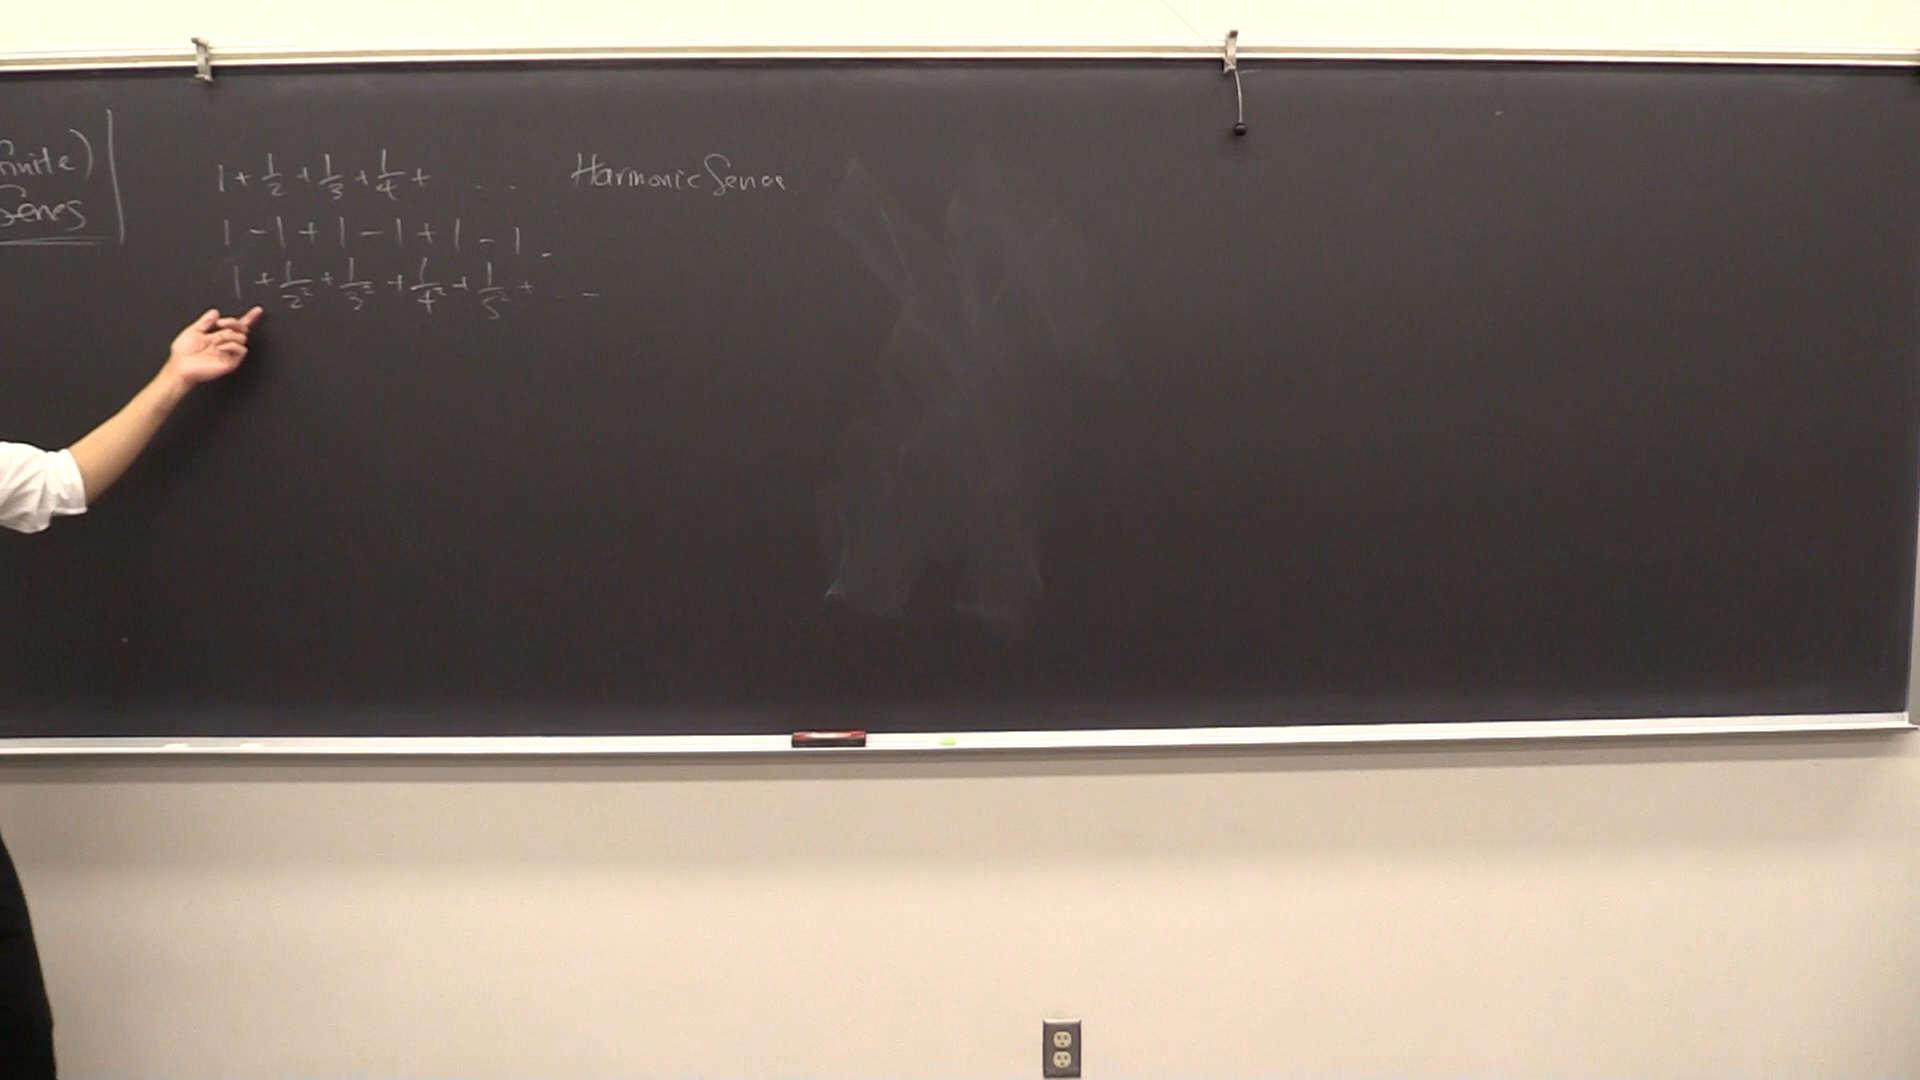 finite)
Series
1 + 1/2 + 1/3 + 1/4 + . . . Harmonic Series.
1 - 1 + 1 - 1 + 1 - 1 -
1 + 1/2² + 1/3² + 1/4² + 1/5² + . . -